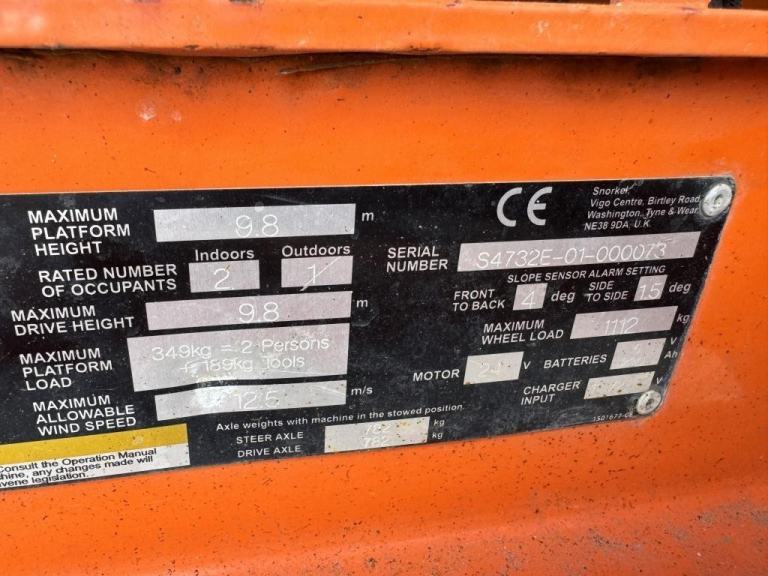 MAXIMUM PLATFORM HEIGHT 9.8 m
CE
Snorkel,
Vigo Centre, Birtley Road
Washington, Tyne & Wear.
NE38 9DA, U.K.
Indoors Outdoors
RATED NUMBER OF OCCUPANTS 2 1
SERIAL NUMBER S4732E-01-000073
SLOPE SENSOR ALARM SETTING
FRONT TO BACK 4 deg SIDE TO SIDE 1.5 deg
MAXIMUM DRIVE HEIGHT 9.8 m
MAXIMUM WHEEL LOAD 1112 kg
MAXIMUM PLATFORM LOAD
349kg = 2 Persons
+ 189kg Tools
MOTOR V BATTERIES V
Ah
MAXIMUM ALLOWABLE WIND SPEED 12.5 m/s
CHARGER INPUT V
Axle weights with machine in the stowed position.
STEER AXLE 782 kg
DRIVE AXLE 782 kg
Consult the Operation Manual
hine, any changes made will
vene legislation.